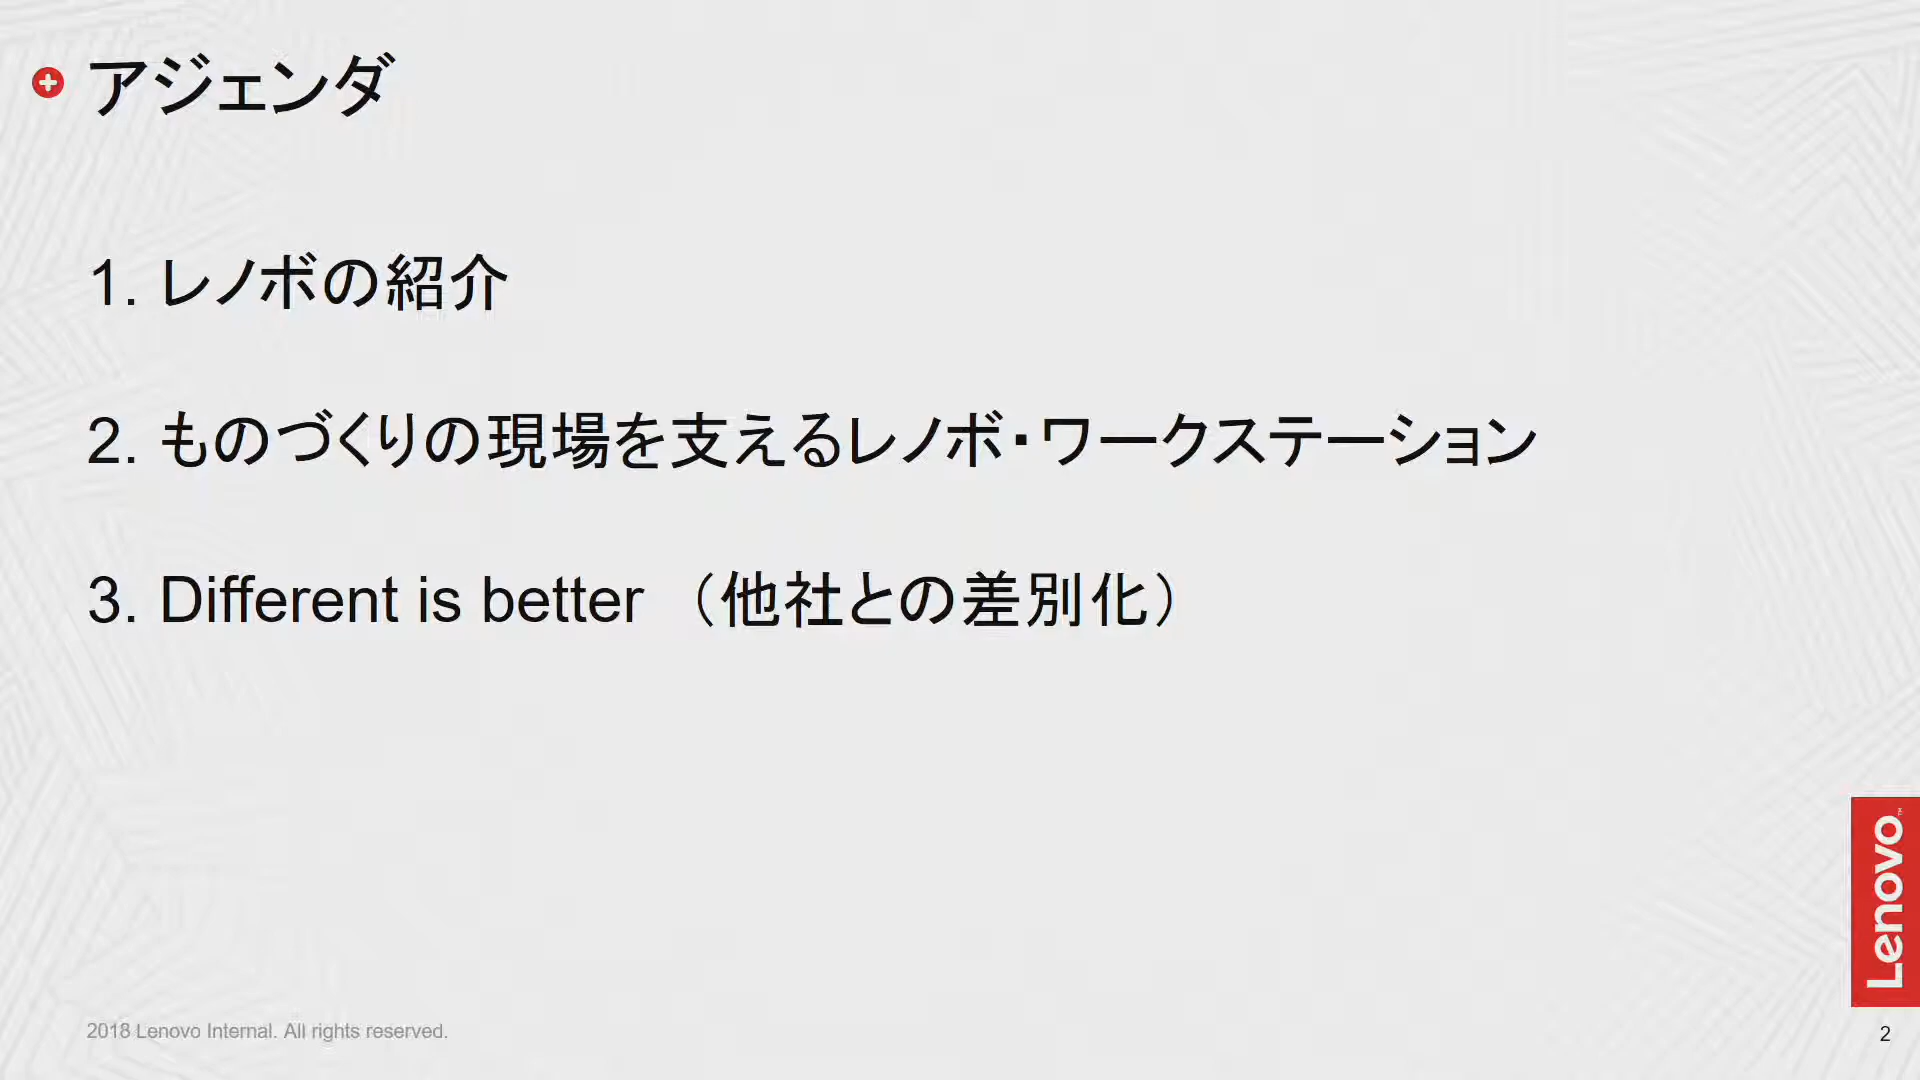 アジェンダ
1. レノボの紹介
2. ものづくりの現場を支えるレノボ・ワークステーション
3. Different is better （他社との差別化）
Lenovo™
2018 Lenovo Internal. All rights reserved.
2